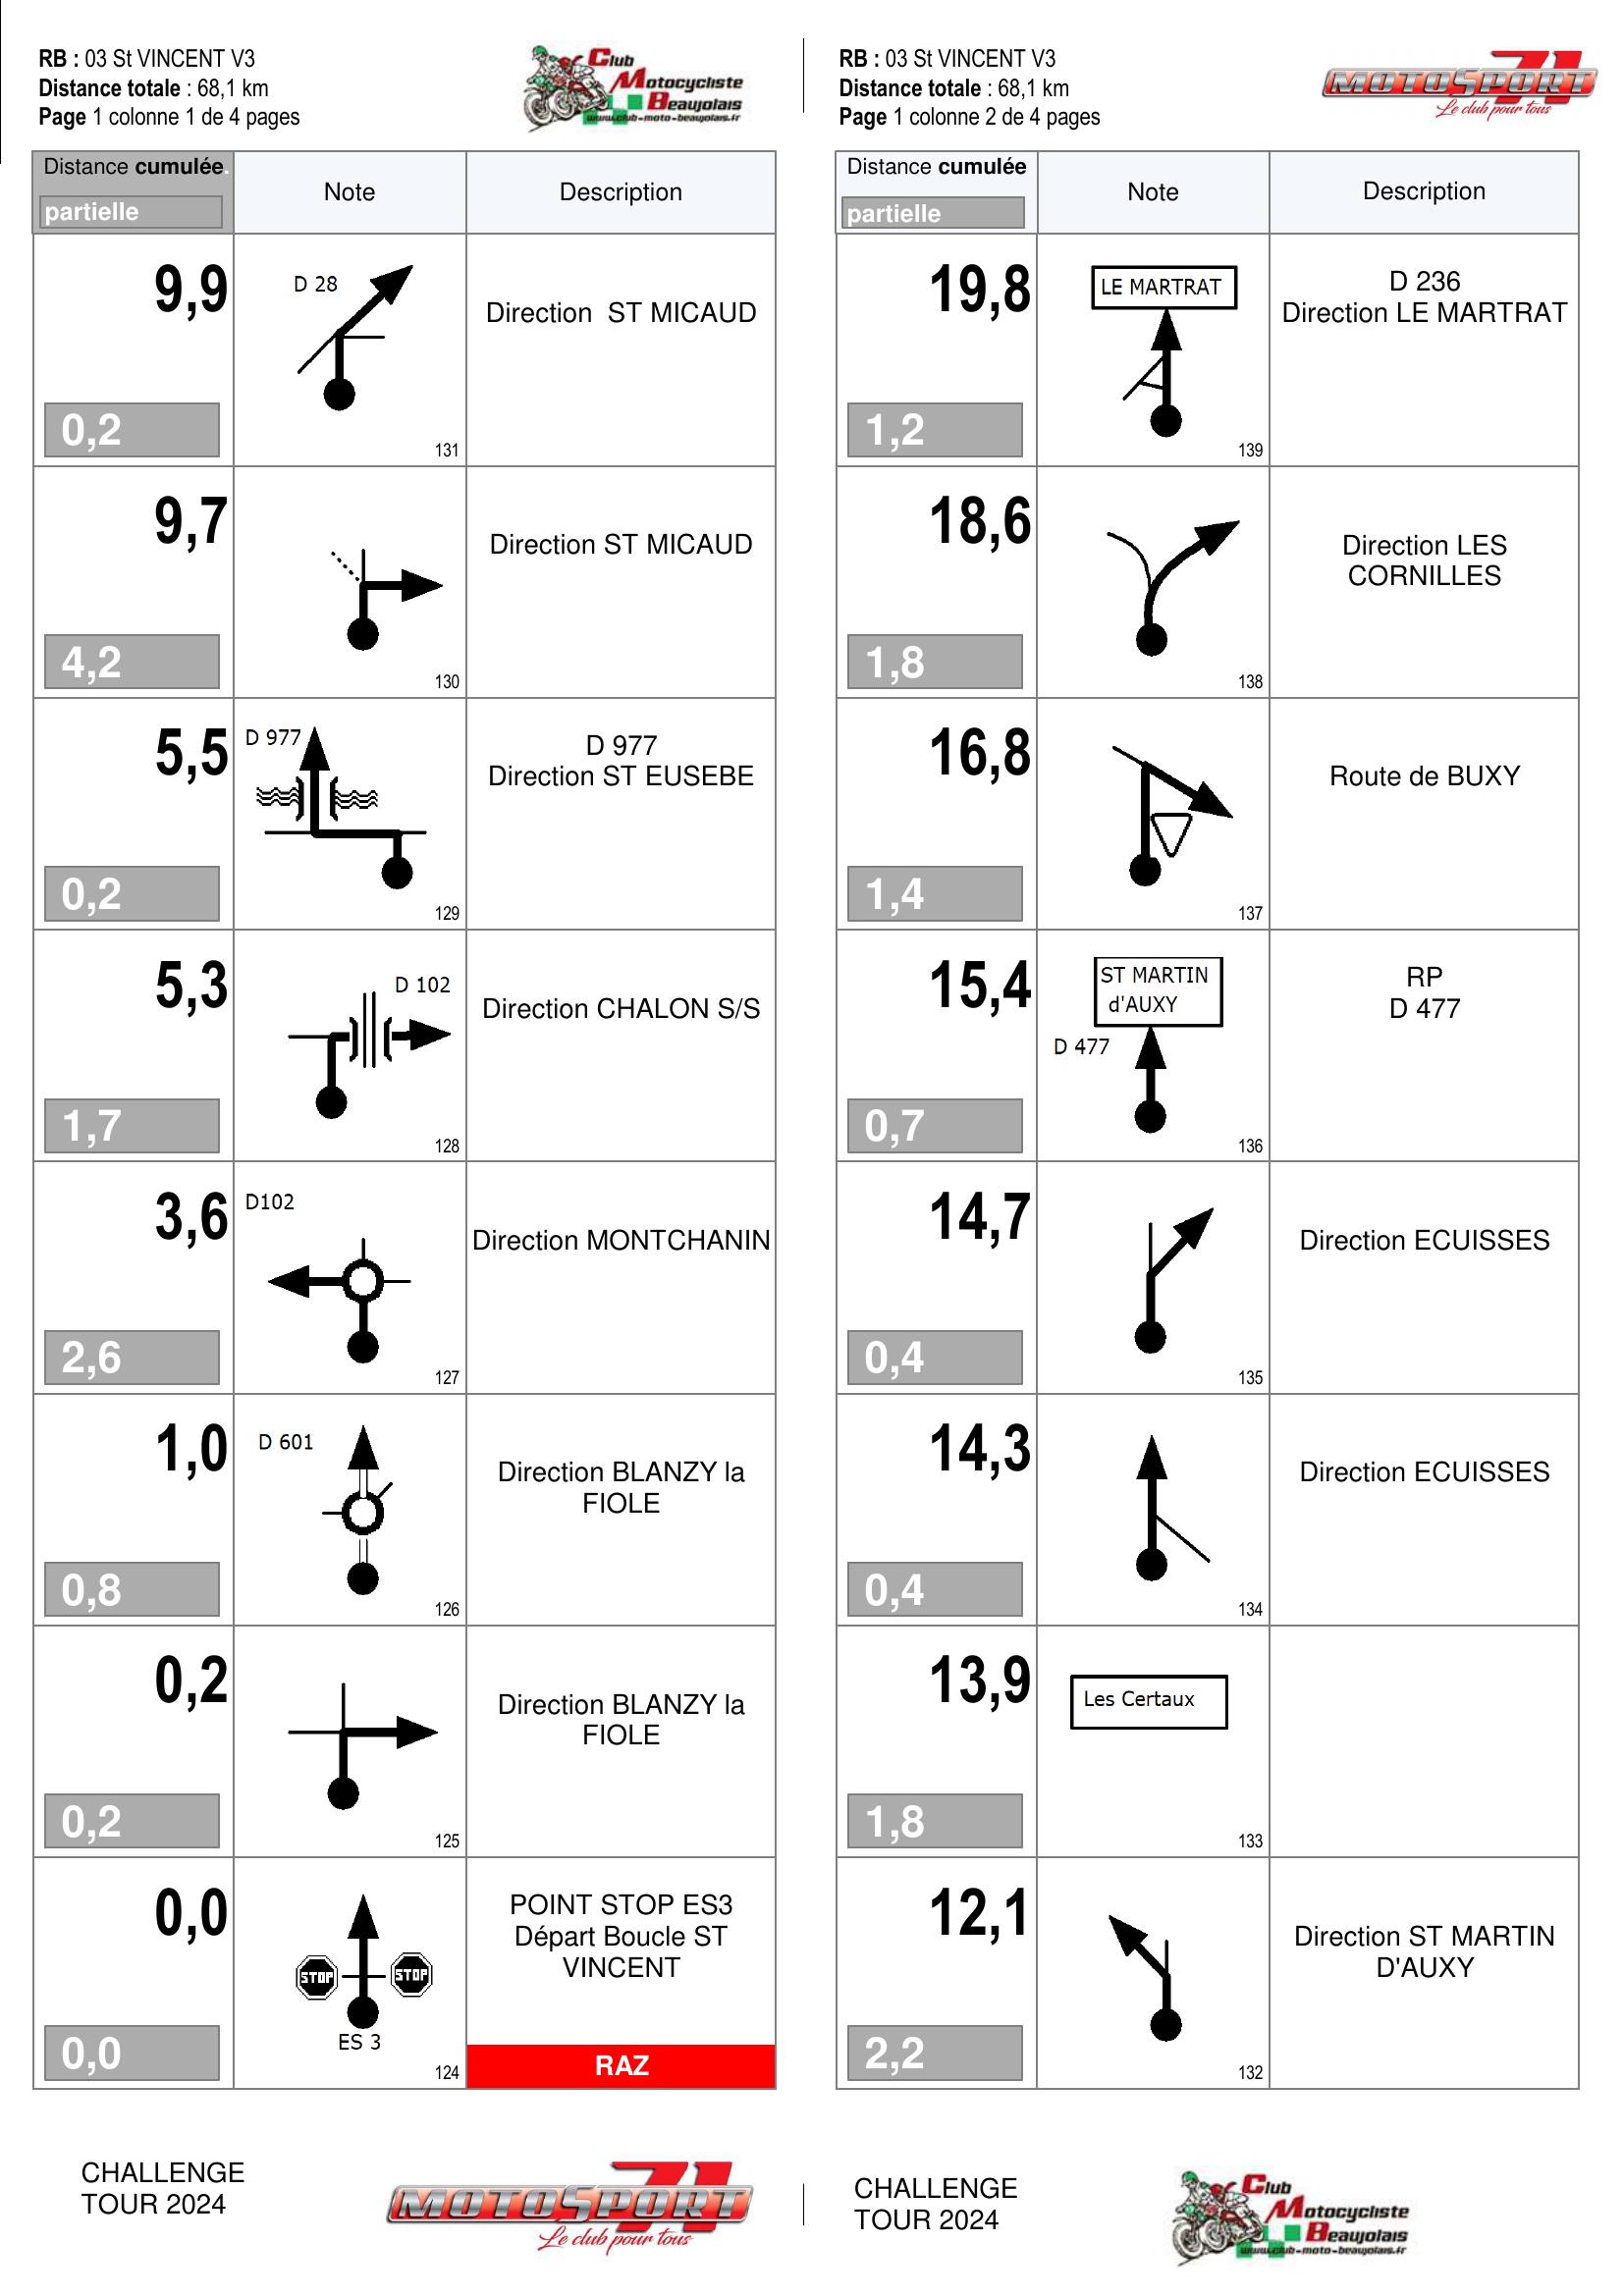 RB : 03 St VINCENT V3
Distance totale : 68,1 km
Page 1 colonne 1 de 4 pages
Club
Motocycliste
Beaujolais
www.club-moto-beaujolais.fr
Distance cumulée.
partielle
Note
Description
9,9
0,2
D 28
131
Direction ST MICAUD
9,7
4,2
130
Direction ST MICAUD
5,5
0,2
D 977
129
D 977
Direction ST EUSEBE
5,3
1,7
D 102
128
Direction CHALON S/S
3,6
2,6
D102
127
Direction MONTCHANIN
1,0
0,8
D 601
126
Direction BLANZY la
FIOLE
0,2
0,2
125
Direction BLANZY la
FIOLE
0,0
0,0
STOP
STOP
ES 3
124
POINT STOP ES3
Départ Boucle ST
VINCENT
RAZ
CHALLENGE
TOUR 2024
MOTOSPORT 71
Le club pour tous
RB : 03 St VINCENT V3
Distance totale : 68,1 km
Page 1 colonne 2 de 4 pages
MOTOSPORT 71
Le club pour tous
Distance cumulée
partielle
Note
Description
19,8
1,2
LE MARTRAT
139
D 236
Direction LE MARTRAT
18,6
1,8
138
Direction LES
CORNILLES
16,8
1,4
137
Route de BUXY
15,4
0,7
ST MARTIN
d'AUXY
D 477
136
RP
D 477
14,7
0,4
135
Direction ECUISSES
14,3
0,4
134
Direction ECUISSES
13,9
1,8
Les Certaux
133
12,1
2,2
132
Direction ST MARTIN
D'AUXY
CHALLENGE
TOUR 2024
Club
Motocycliste
Beaujolais
www.club-moto-beaujolais.fr